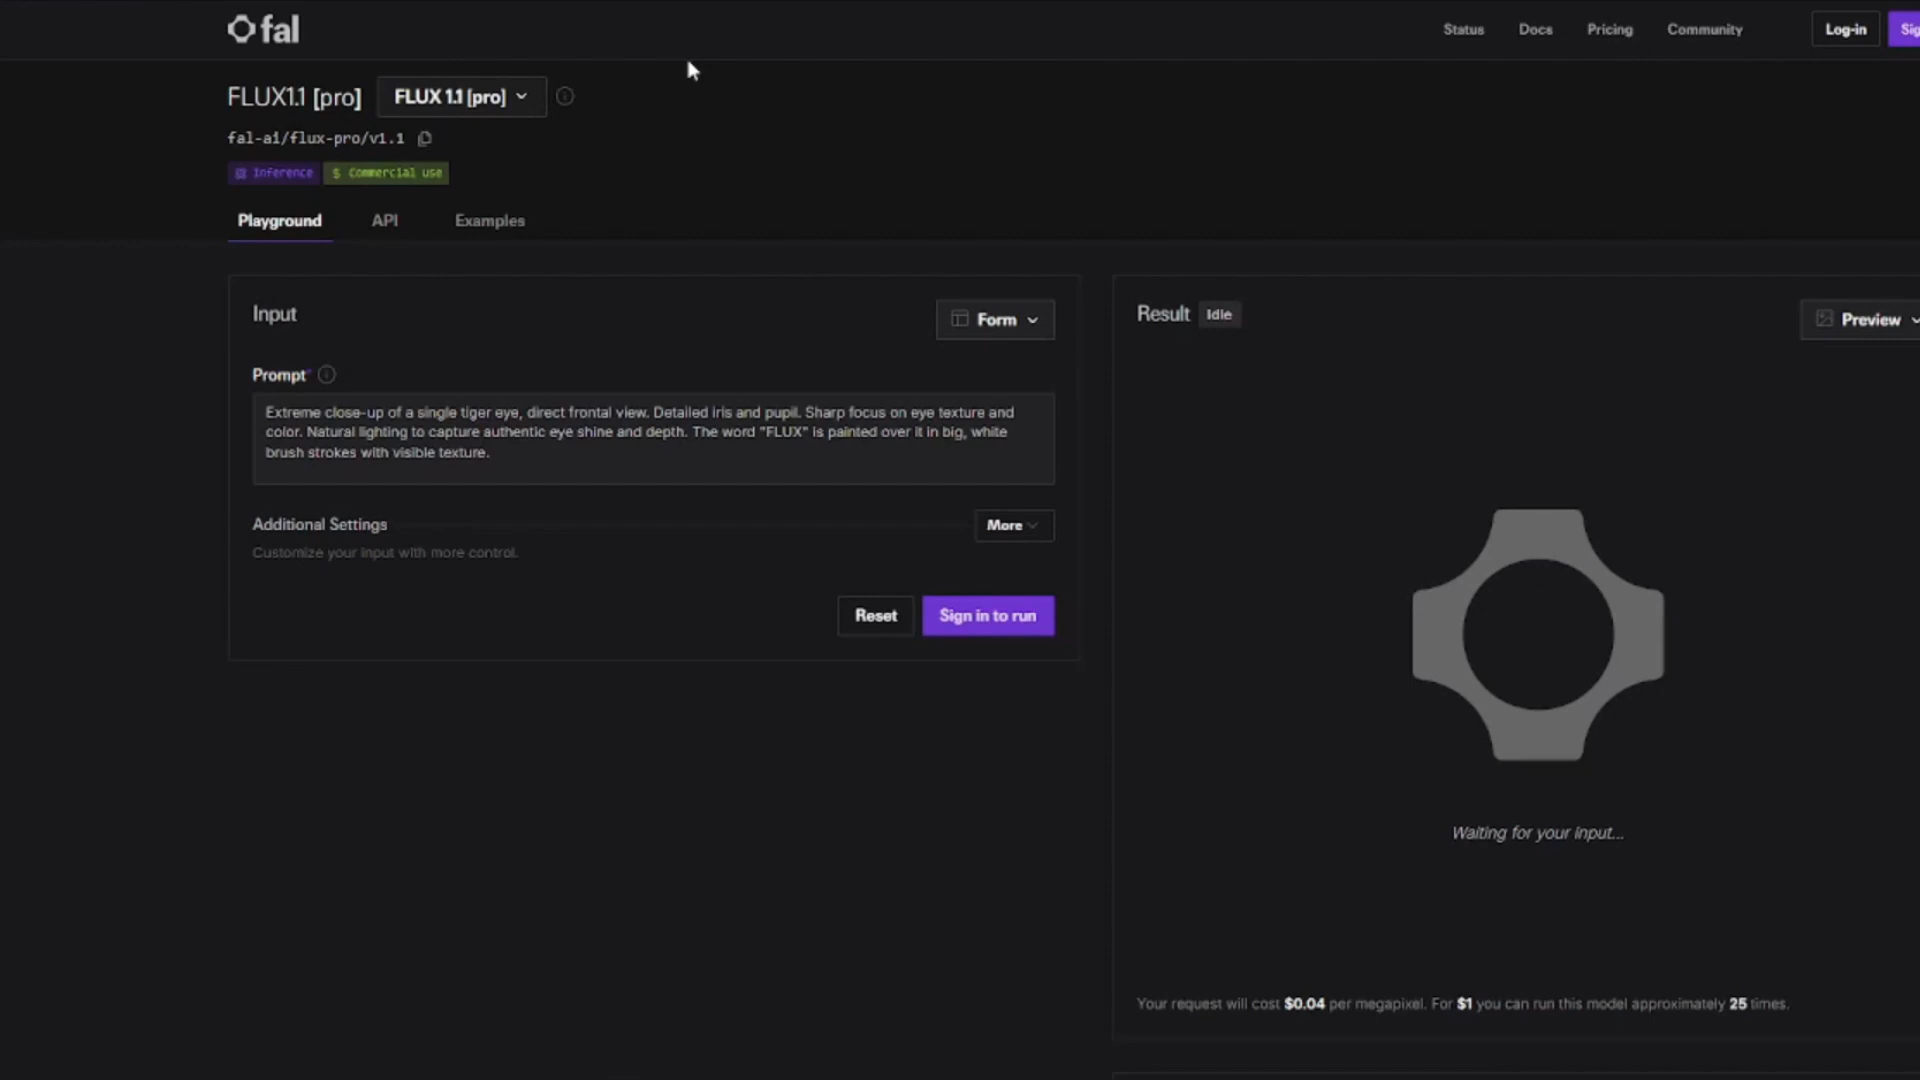 fal
Status
Docs
Pricing
Community
Log-in
FLUX1.1 [pro]
FLUX 1.1 [pro]
fal-ai/flux-pro/v1.1
Inference
$ Commercial use
Playground
API
Examples
Input
Form
Prompt*
Extreme close-up of a single tiger eye, direct frontal view. Detailed iris and pupil. Sharp focus on eye texture and
color. Natural lighting to capture authentic eye shine and depth. The word "FLUX" is painted over it in big, white
brush strokes with visible texture.
Additional Settings
More
Customize your input with more control.
Reset
Sign in to run
Result
Idle
Preview
Waiting for your input...
Your request will cost $0.04 per megapixel. For $1 you can run this model approximately 25 times.